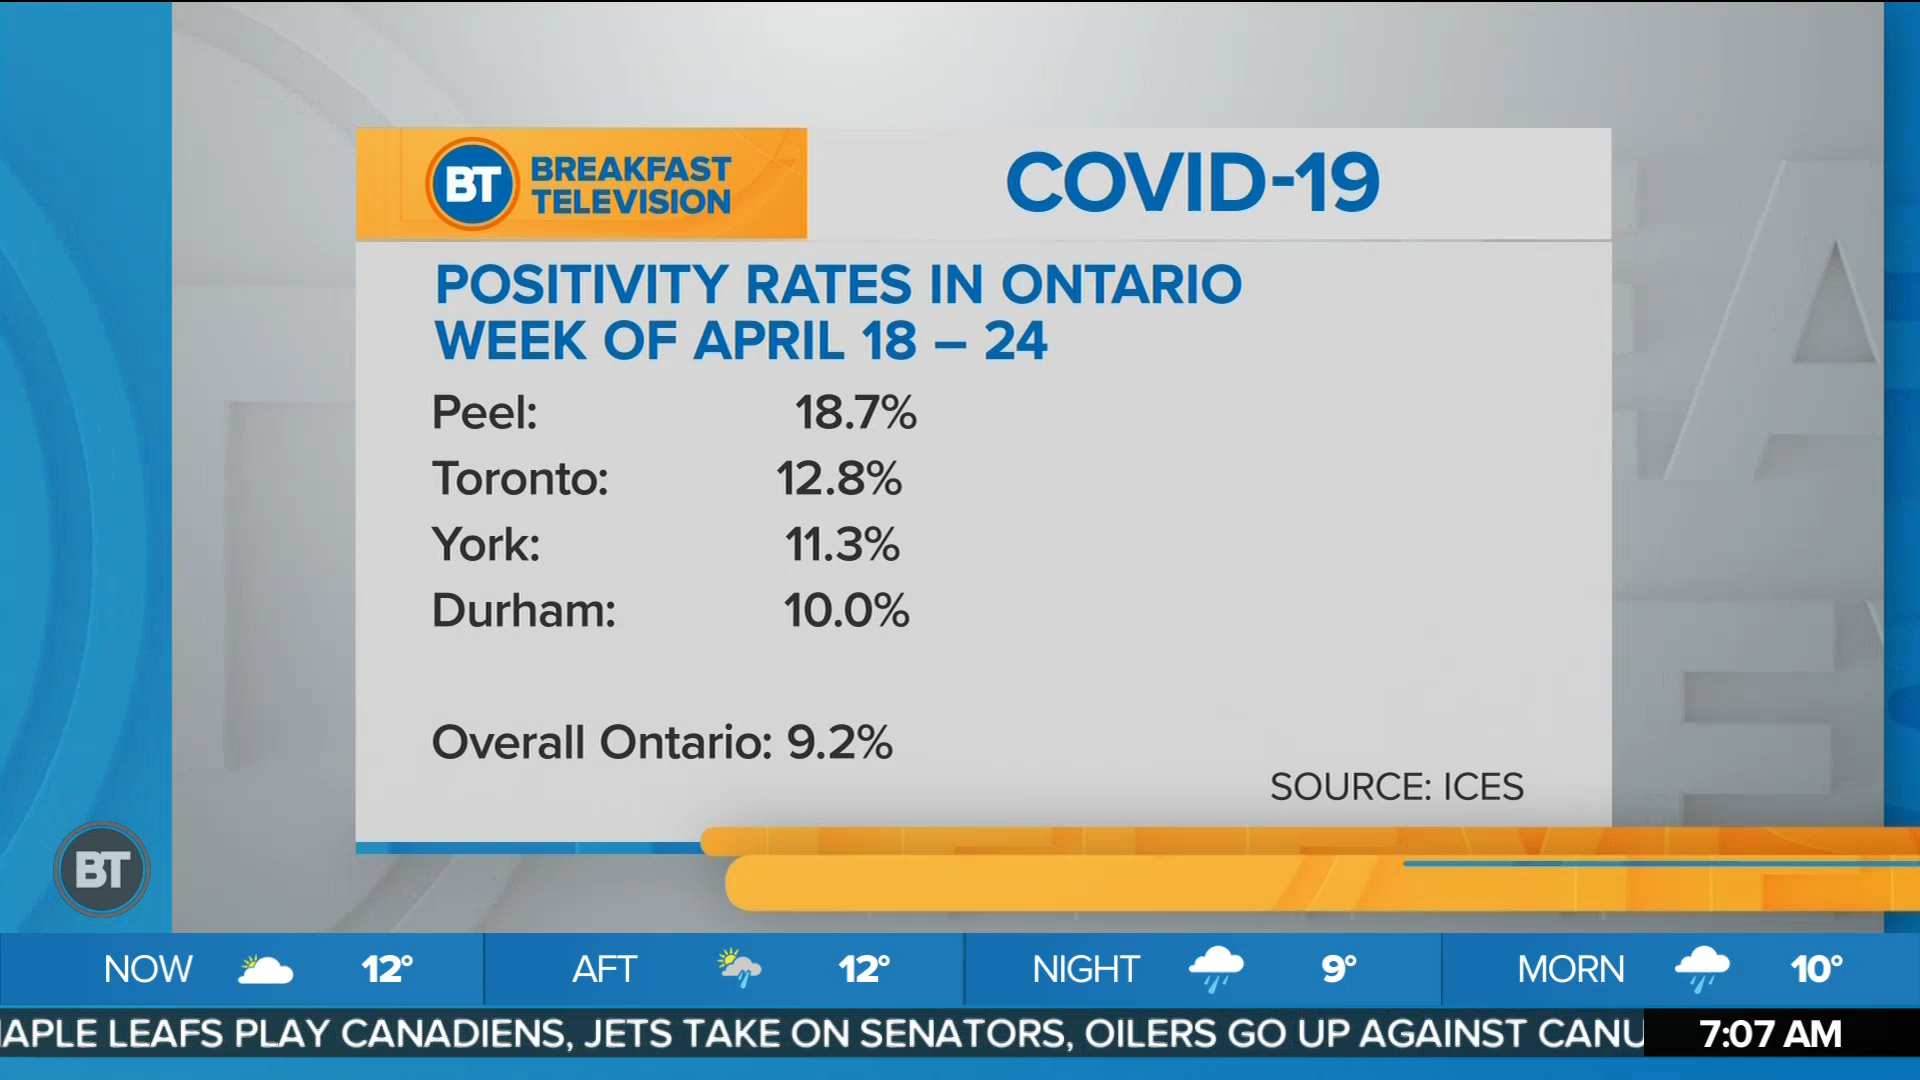 BT BREAKFAST
TELEVISION
COVID-19
POSITIVITY RATES IN ONTARIO
WEEK OF APRIL 18 – 24
Peel: 18.7%
Toronto: 12.8%
York: 11.3%
Durham: 10.0%
Overall Ontario: 9.2%
SOURCE: ICES
BT
NOW 12° AFT 12° NIGHT 9° MORN 10°
MAPLE LEAFS PLAY CANADIENS, JETS TAKE ON SENATORS, OILERS GO UP AGAINST CANU 7:07 AM